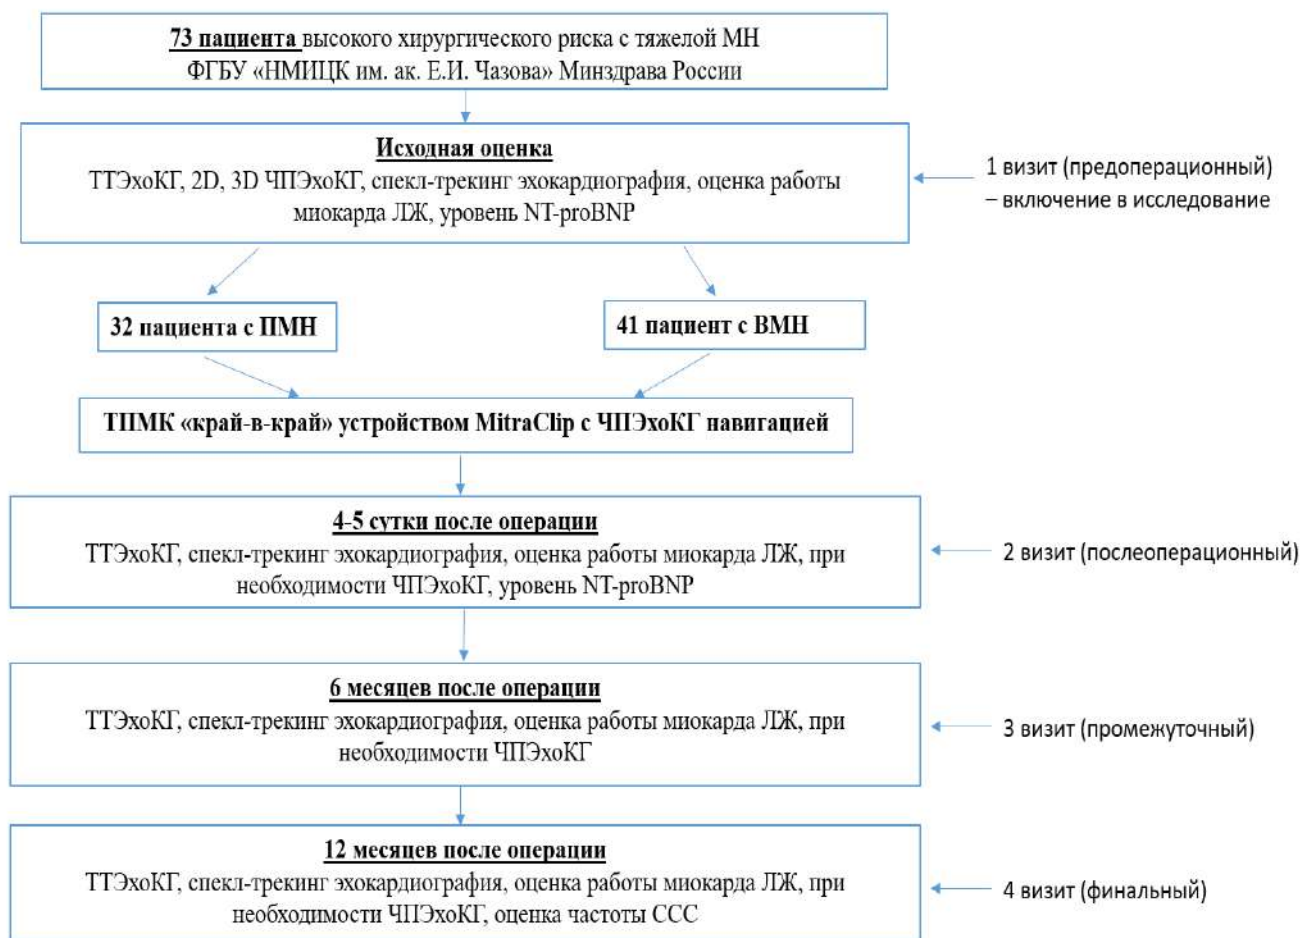 73 пациента высокого хирургического риска с тяжелой МН
ФГБУ «НМИЦК им. ак. Е.И. Чазова» Минздрава России
Исходная оценка
ТТЭхоКГ, 2D, 3D ЧПЭхоКГ, спекл-трекинг эхокардиография, оценка работы
миокарда ЛЖ, уровень NT-proBNP
1 визит (предоперационный)
– включение в исследование
32 пациента с ПМН
41 пациент с ВМН
ТПМК «край-в-край» устройством MitraClip с ЧПЭхоКГ навигацией
4-5 сутки после операции
ТТЭхоКГ, спекл-трекинг эхокардиография, оценка работы миокарда ЛЖ, при
необходимости ЧПЭхоКГ, уровень NT-proBNP
2 визит (послеоперационный)
6 месяцев после операции
ТТЭхоКГ, спекл-трекинг эхокардиография, оценка работы миокарда ЛЖ, при
необходимости ЧПЭхоКГ
3 визит (промежуточный)
12 месяцев после операции
ТТЭхоКГ, спекл-трекинг эхокардиография, оценка работы миокарда ЛЖ, при
необходимости ЧПЭхоКГ, оценка частоты ССС
4 визит (финальный)